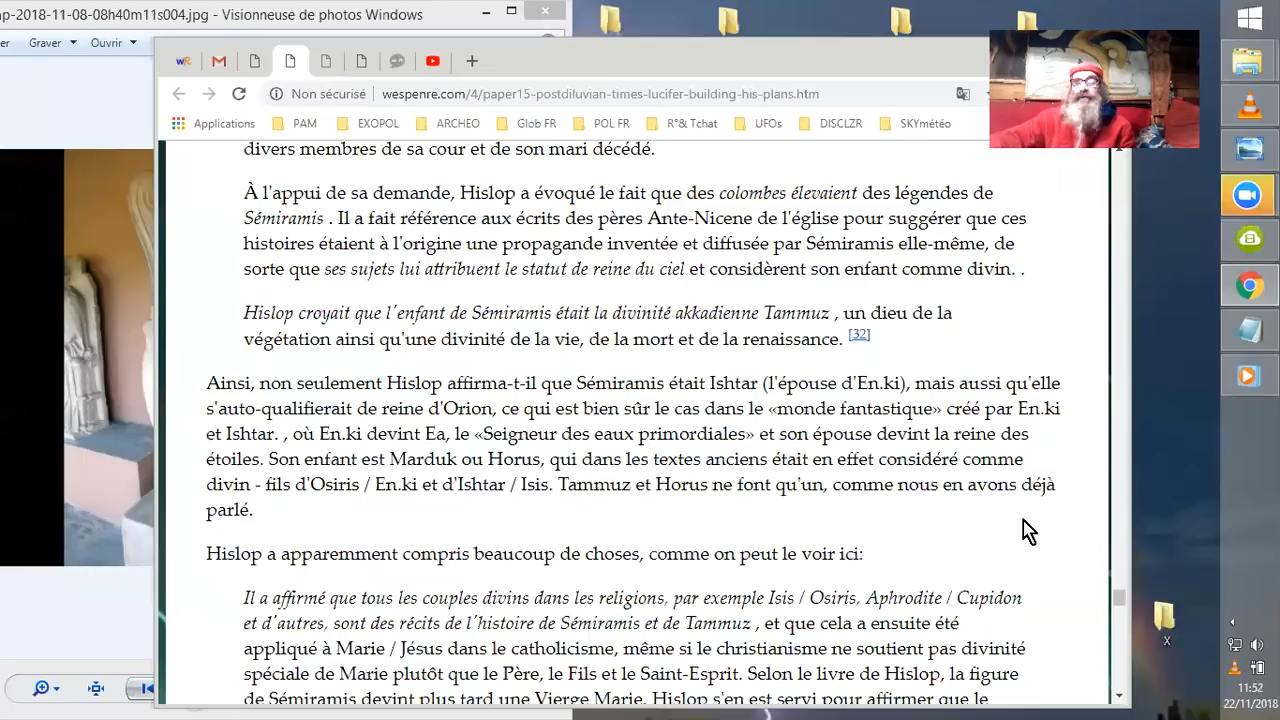 p-2018-11-08-08h40m11s004.jpg - Visionneuse de photos Windows
Graver
Ouvrir
wespenre.com/4/paper15-postdiluvian-times-lucifer-building-his-plans.htm
Applications PAM EXOPOL ARCHEO Glob FR POL FR R°& Tchat UFOs DISCLZR SKYmétéo
divers membres de sa cour et de son mari décédé.
À l'appui de sa demande, Hislop a évoqué le fait que des colombes élevaient des légendes de
Sémiramis . Il a fait référence aux écrits des pères Ante-Nicene de l'église pour suggérer que ces
histoires étaient à l'origine une propagande inventée et diffusée par Sémiramis elle-même, de
sorte que ses sujets lui attribuent le statut de reine du ciel et considèrent son enfant comme divin. .
Hislop croyait que l'enfant de Sémiramis était la divinité akkadienne Tammuz , un dieu de la
végétation ainsi qu'une divinité de la vie, de la mort et de la renaissance. [32]
Ainsi, non seulement Hislop affirma-t-il que Sémiramis était Ishtar (l'épouse d'En.ki), mais aussi qu'elle
s'auto-qualifierait de reine d'Orion, ce qui est bien sûr le cas dans le «monde fantastique» créé par En.ki
et Ishtar. , où En.ki devint Ea, le «Seigneur des eaux primordiales» et son épouse devint la reine des
étoiles. Son enfant est Marduk ou Horus, qui dans les textes anciens était en effet considéré comme
divin - fils d'Osiris / En.ki et d'Ishtar / Isis. Tammuz et Horus ne font qu'un, comme nous en avons déjà
parlé.
Hislop a apparemment compris beaucoup de choses, comme on peut le voir ici:
Il a affirmé que tous les couples divins dans les religions, par exemple Isis / Osiris, Aphrodite / Cupidon
et d'autres, sont des récits de l'histoire de Sémiramis et de Tammuz , et que cela a ensuite été
appliqué à Marie / Jésus dans le catholicisme, même si le christianisme ne soutient pas divinité
spéciale de Marie plutôt que le Père, le Fils et le Saint-Esprit. Selon le livre de Hislop, la figure
de Sémiramis devint plus tard une Vierge Marie. Hislop s'en est servi pour affirmer que le
X
11:52
22/11/2018